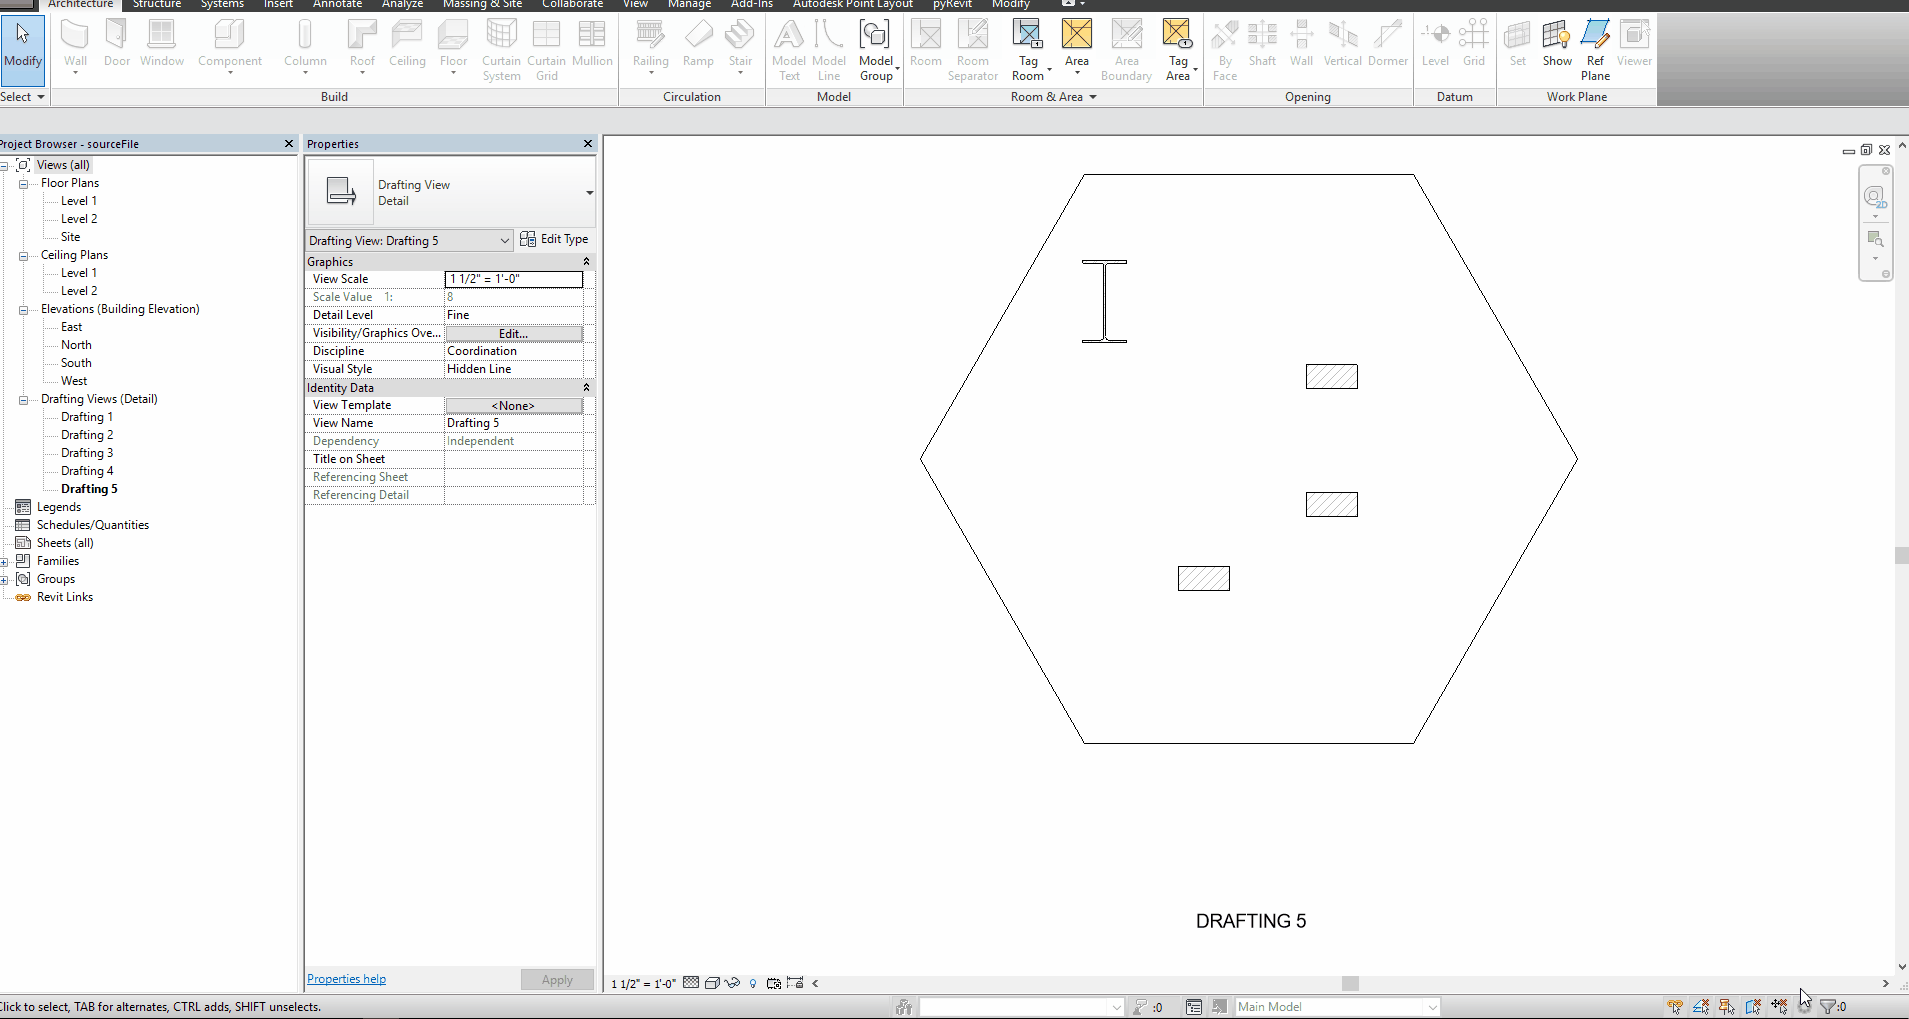 Architecture Structure Systems Insert Annotate Analyze Massing & Site Collaborate View Manage Add-Ins Autodesk Point Layout pyRevit Modify
Modify Wall Door Window Component Column Roof Ceiling Floor Curtain System Curtain Grid Mullion Railing Ramp Stair Model Text Model Line Model Group Room Room Separator Tag Room Area Area Boundary Tag Area By Face Shaft Wall Vertical Dormer Level Grid Set Show Ref Plane Viewer
Select Build Circulation Model Room & Area Opening Datum Work Plane
Project Browser - sourceFile
Views (all)
Floor Plans
Level 1
Level 2
Site
Ceiling Plans
Level 1
Level 2
Elevations (Building Elevation)
East
North
South
West
Drafting Views (Detail)
Drafting 1
Drafting 2
Drafting 3
Drafting 4
Drafting 5
Legends
Schedules/Quantities
Sheets (all)
Families
Groups
Revit Links
Properties
Drafting View
Detail
Drafting View: Drafting 5 Edit Type
Graphics
View Scale 1 1/2" = 1'-0"
Scale Value 1: 8
Detail Level Fine
Visibility/Graphics Ove... Edit...
Discipline Coordination
Visual Style Hidden Line
Identity Data
View Template <None>
View Name Drafting 5
Dependency Independent
Title on Sheet
Referencing Sheet
Referencing Detail
Properties help Apply
2D
DRAFTING 5
1 1/2" = 1'-0"
Click to select, TAB for alternates, CTRL adds, SHIFT unselects. :0 Main Model :0